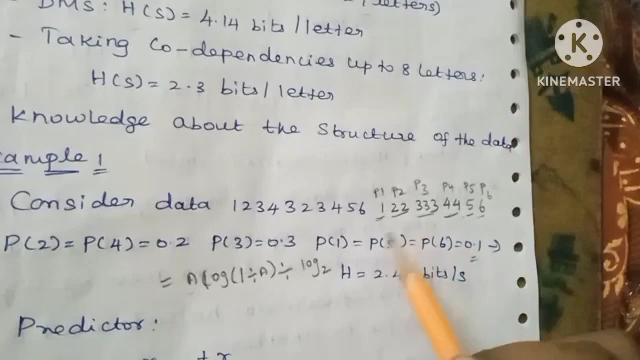 DMS: H(S) = 4.14 bits/letter
- Taking Co-dependencies up to 8 letters:
H(S) = 2.3 bits/letter
Knowledge about the Structure of the data
ample 1
P1 P2 P3 P4 P5 P6
Consider data 12343 23456 1 22 333 44 5 6
P(2) = P(4) = 0.2 P(3) = 0.3 P(1) = P( ) = P(6) = 0.1 →
= A log(1÷A) ÷ log2 H = 2.4 bits/s
Predictor:
KINEMASTER